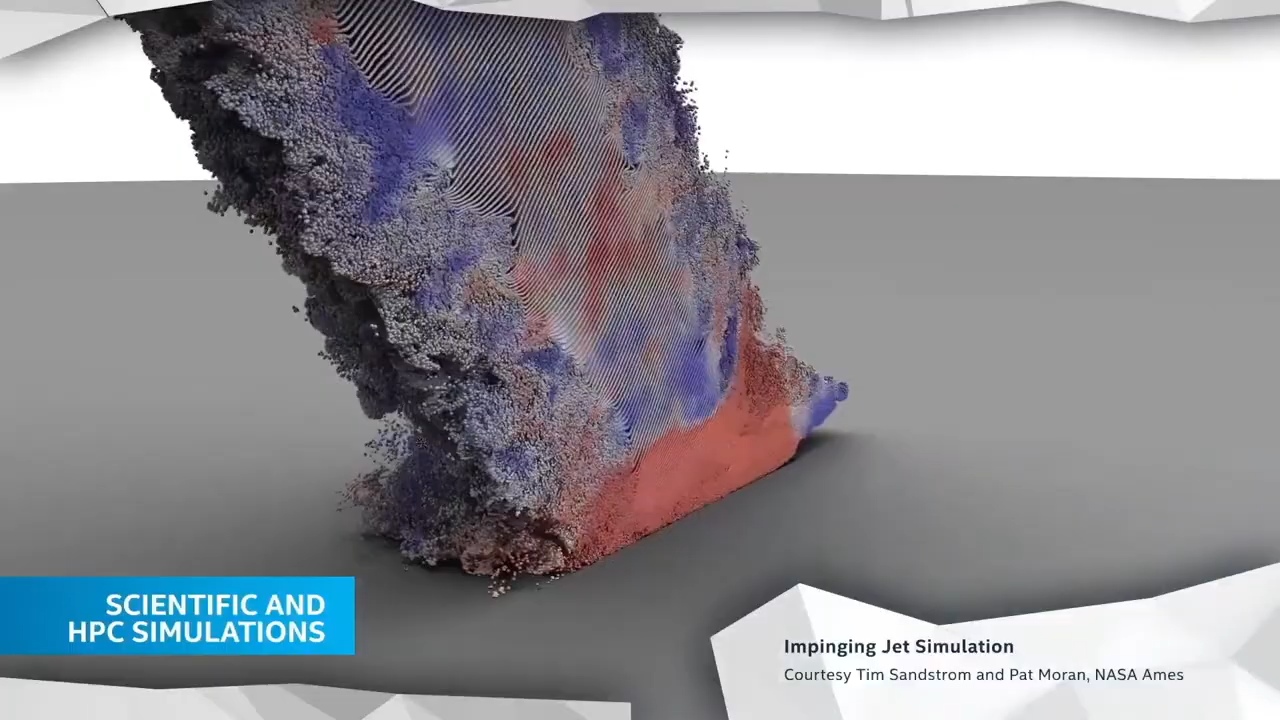 SCIENTIFIC AND
HPC SIMULATIONS
Impinging Jet Simulation
Courtesy Tim Sandstrom and Pat Moran, NASA Ames